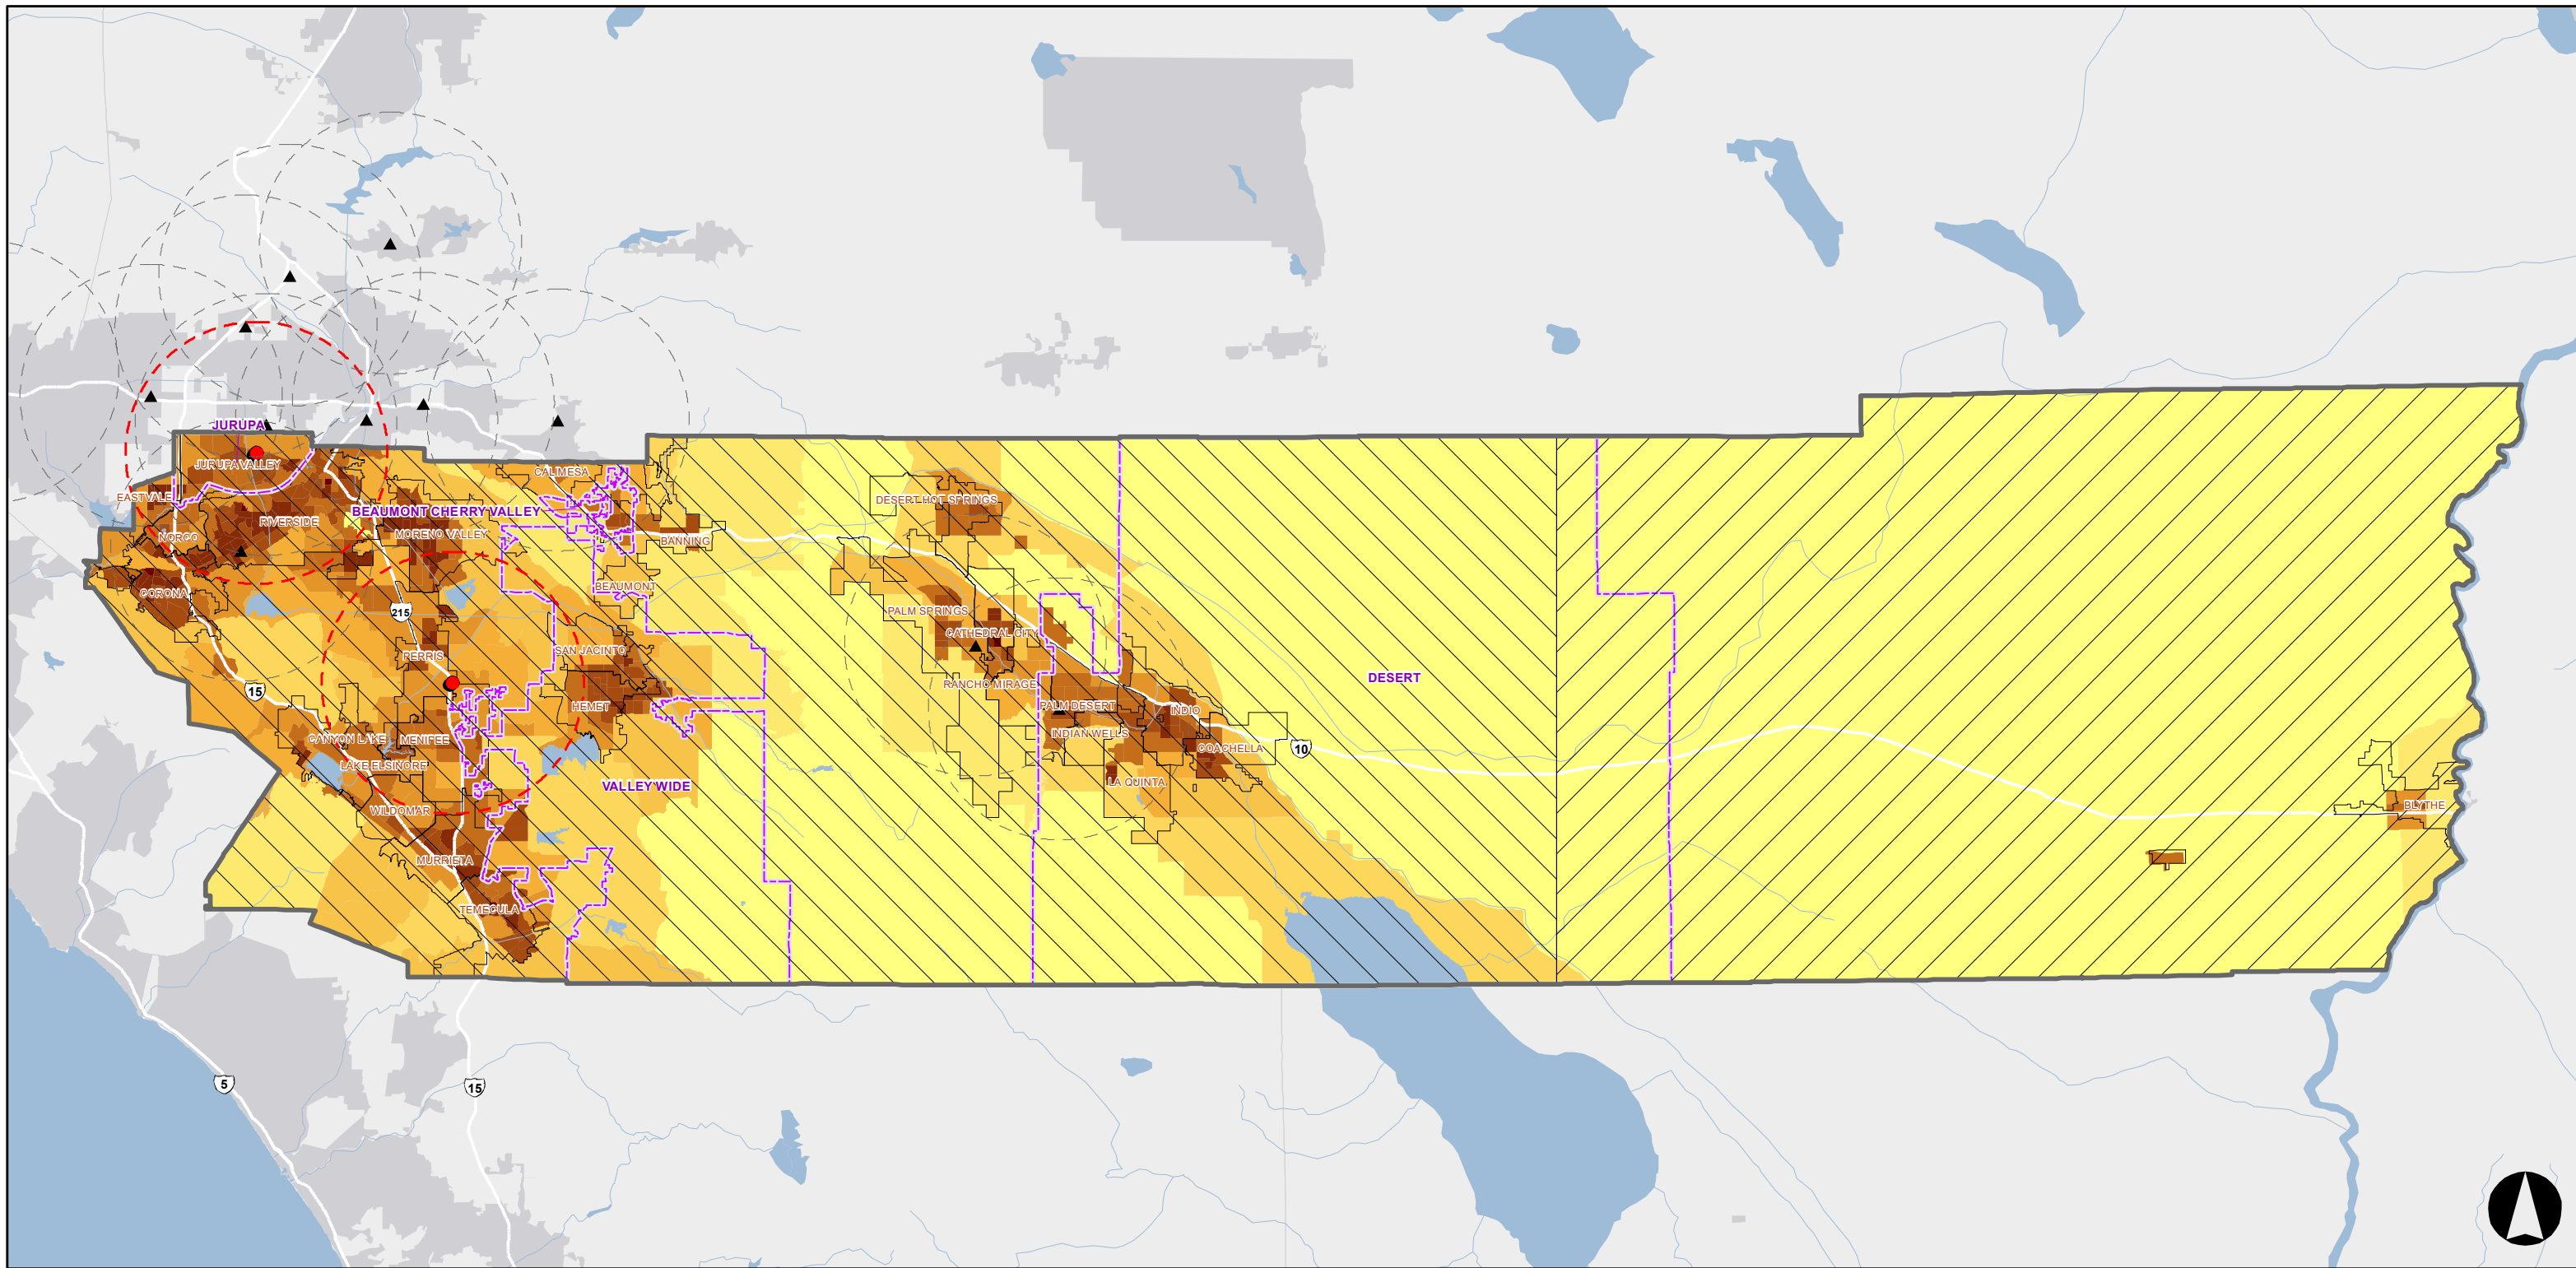 JURUPA
JURUPA VALLEY
CALIMESA
EASTVALE
DESERT HOT SPRINGS
BEAUMONT CHERRY VALLEY
RIVERSIDE
MORENO VALLEY
NORCO
BANNING
BEAUMONT
CORONA
215
PALM SPRINGS
CATHEDRAL CITY
SAN JACINTO
PERRIS
DESERT
RANCHO MIRAGE
15
PALM DESERT
HEMET
INDIO
INDIAN WELLS
CANYON LAKE
MENIFEE
COACHELLA
10
LAKE ELSINORE
LA QUINTA
VALLEY WIDE
BLYTHE
WILDOMAR
MURRIETA
TEMECULA
5
15